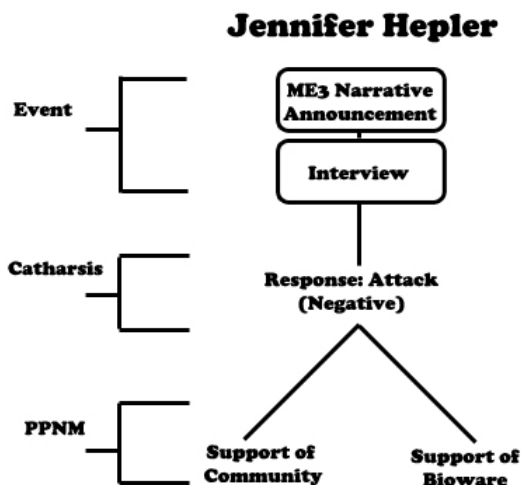 Jennifer Hepler
Event
ME3 Narrative
Announcement
Interview
Catharsis
Response: Attack
(Negative)
PPNM
Support of
Community
Support of
Bioware